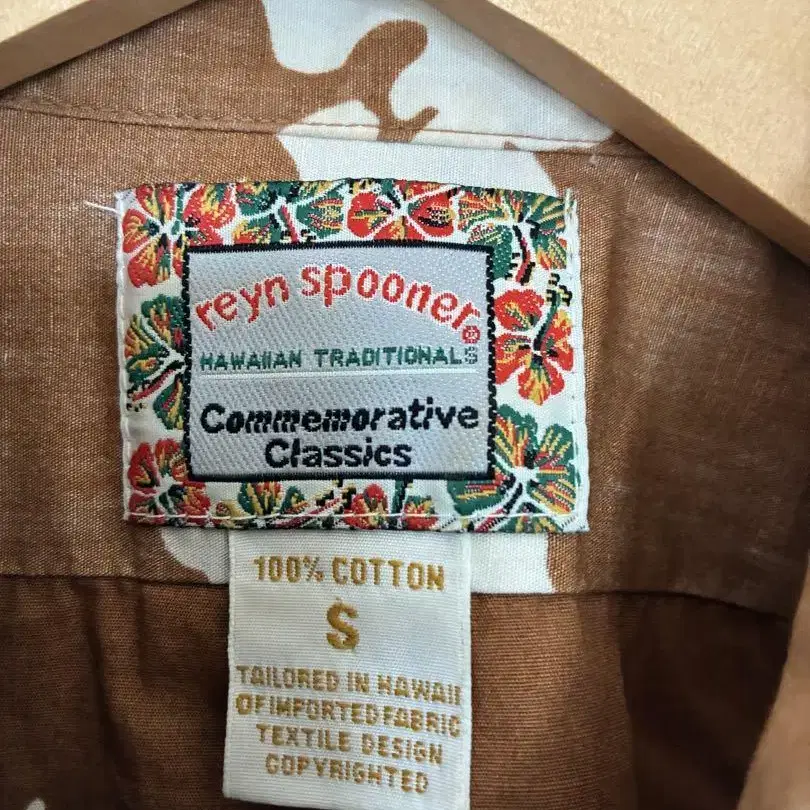 reyn spooner®
HAWAIIAN TRADITIONALS
Commemorative
Classics
100% COTTON
S
TAILORED IN HAWAII
OF IMPORTED FABRIC
TEXTILE DESIGN
COPYRIGHTED